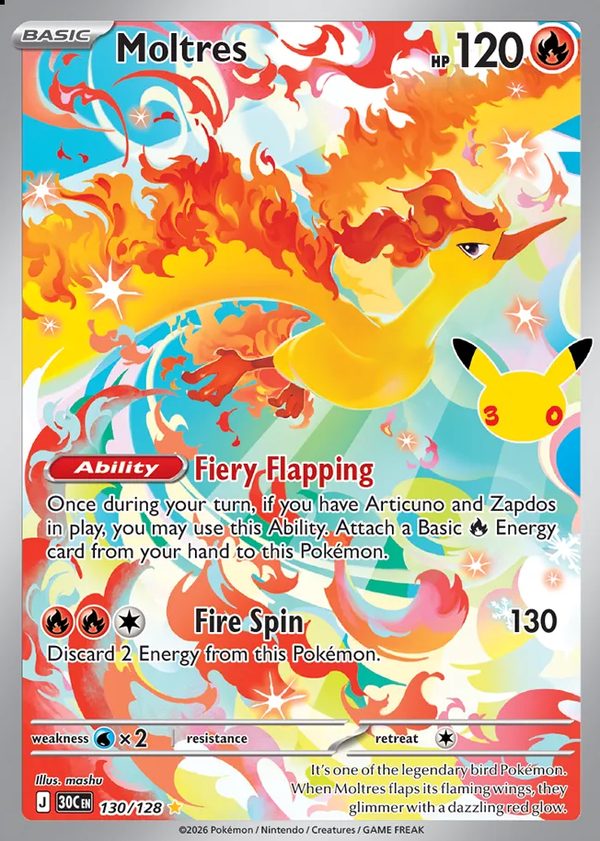 BASIC Moltres HP 120
3 0
Ability Fiery Flapping
Once during your turn, if you have Articuno and Zapdos
in play, you may use this Ability. Attach a Basic Energy
card from your hand to this Pokémon.
Fire Spin 130
Discard 2 Energy from this Pokémon.
weakness ×2 resistance retreat
Illus. mashu
It's one of the legendary bird Pokémon.
When Moltres flaps its flaming wings, they
glimmer with a dazzling red glow.
J 30C EN 130/128
©2026 Pokémon / Nintendo / Creatures / GAME FREAK